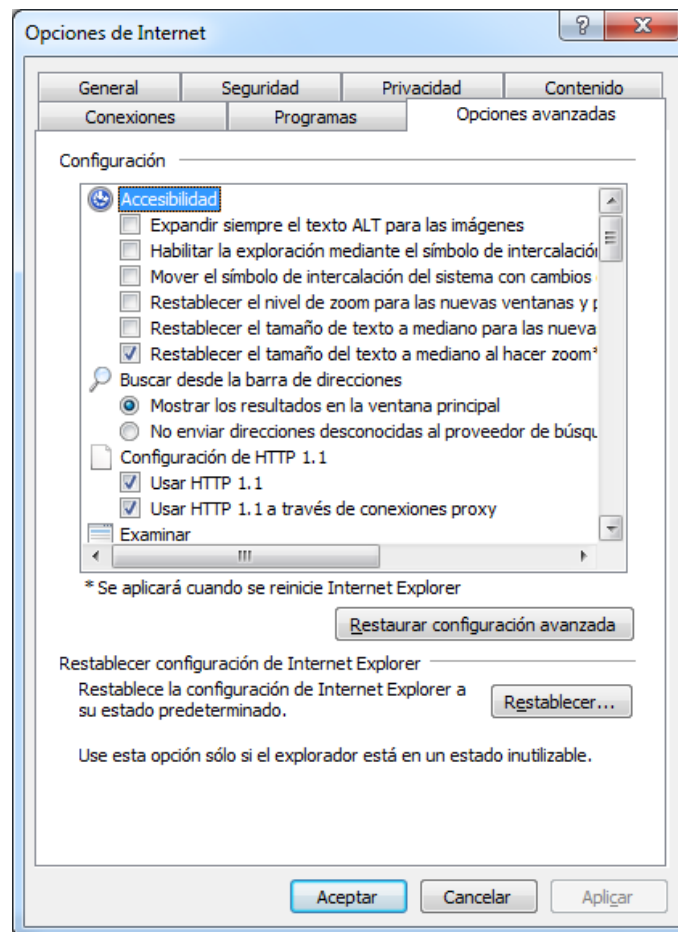 Opciones de Internet
General Seguridad Privacidad Contenido
Conexiones Programas Opciones avanzadas
Configuración
Accesibilidad
Expandir siempre el texto ALT para las imágenes
Habilitar la exploración mediante el símbolo de intercalación
Mover el símbolo de intercalación del sistema con cambios
Restablecer el nivel de zoom para las nuevas ventanas y
Restablecer el tamaño de texto a mediano para las nueva
Restablecer el tamaño del texto a mediano al hacer zoom*
Buscar desde la barra de direcciones
Mostrar los resultados en la ventana principal
No enviar direcciones desconocidas al proveedor de búsqu
Configuración de HTTP 1.1
Usar HTTP 1.1
Usar HTTP 1.1 a través de conexiones proxy
Examinar
* Se aplicará cuando se reinicie Internet Explorer
Restaurar configuración avanzada
Restablecer configuración de Internet Explorer
Restablece la configuración de Internet Explorer a
su estado predeterminado.
Restablecer...
Use esta opción sólo si el explorador está en un estado inutilizable.
Aceptar Cancelar Aplicar